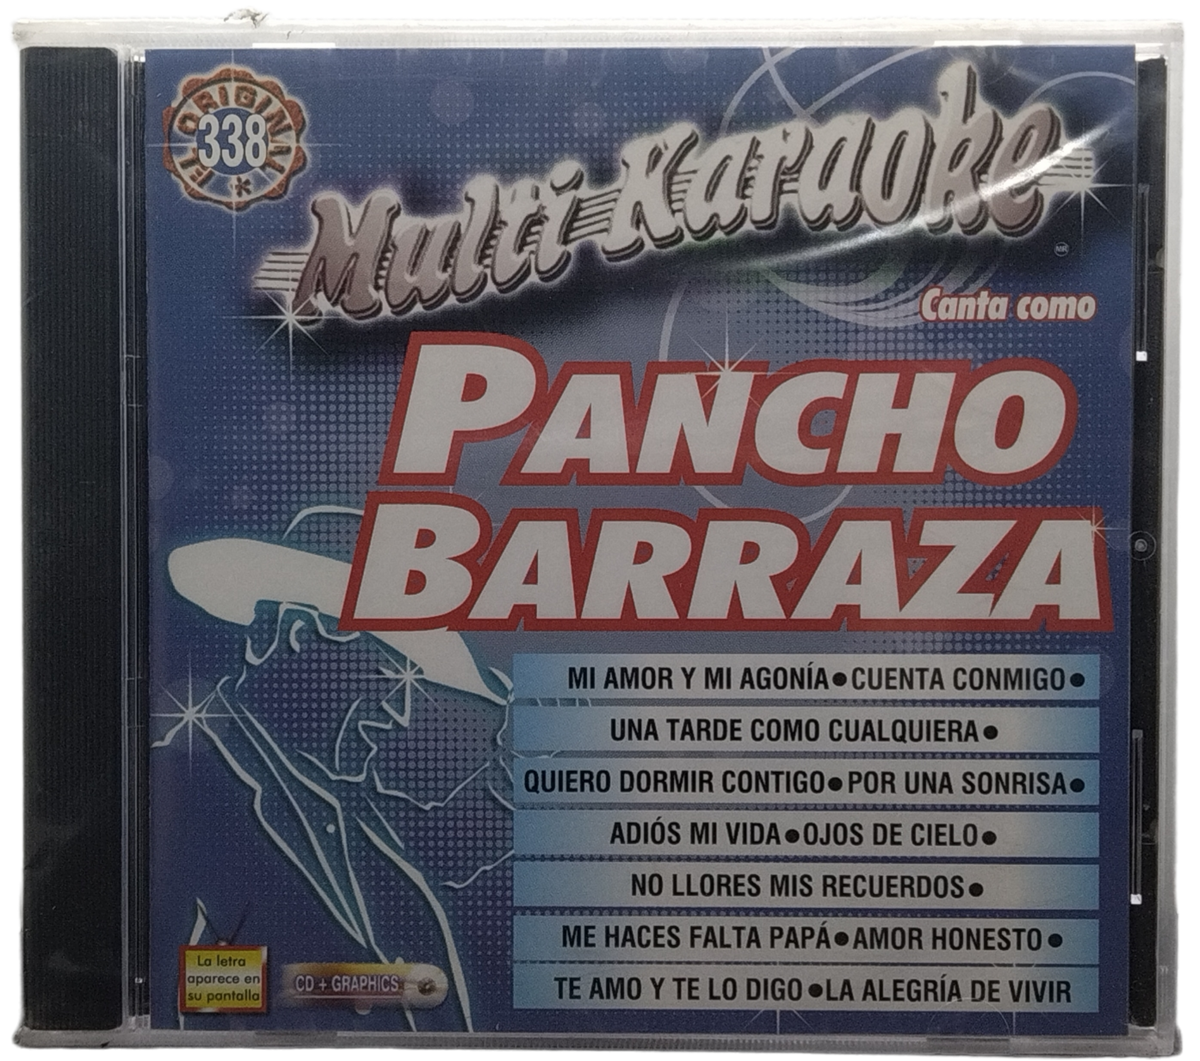 EL ORIGINAL
338
Multi-Karaoke
MR
Canta como
PANCHO
BARRAZA
MI AMOR Y MI AGONÍA●CUENTA CONMIGO●
UNA TARDE COMO CUALQUIERA●
QUIERO DORMIR CONTIGO●POR UNA SONRISA●
ADIÓS MI VIDA●OJOS DE CIELO●
NO LLORES MIS RECUERDOS●
ME HACES FALTA PAPÁ●AMOR HONESTO●
TE AMO Y TE LO DIGO●LA ALEGRÍA DE VIVIR
La letra
aparece en
su pantalla
CD + GRAPHICS